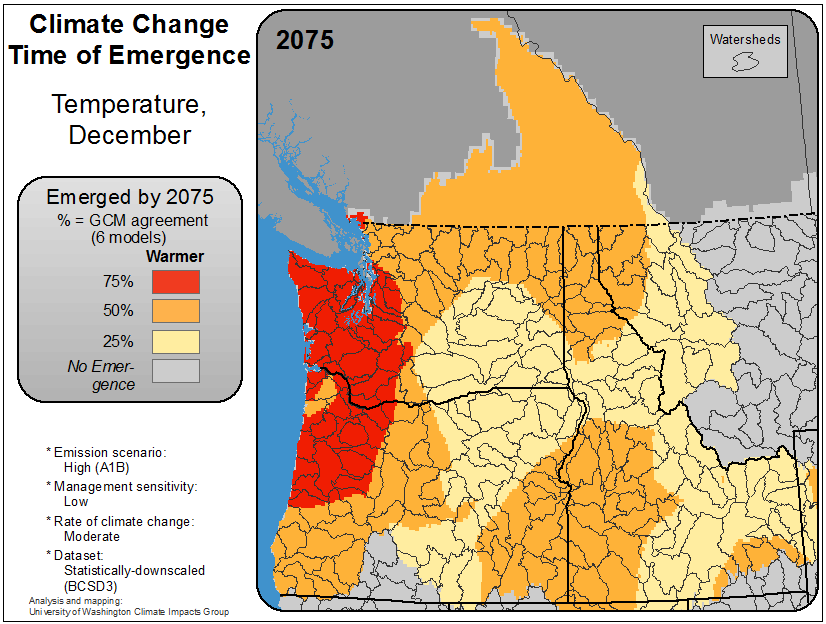 Climate Change
Time of Emergence
Temperature,
December
Emerged by 2075
% = GCM agreement
(6 models)
Warmer
75%
50%
25%
No Emer-
gence
* Emission scenario:
High (A1B)
* Management sensitivity:
Low
* Rate of climate change:
Moderate
* Dataset:
Statistically-downscaled
(BCSD3)
Analysis and mapping:
University of Washington Climate Impacts Group
2075
Watersheds